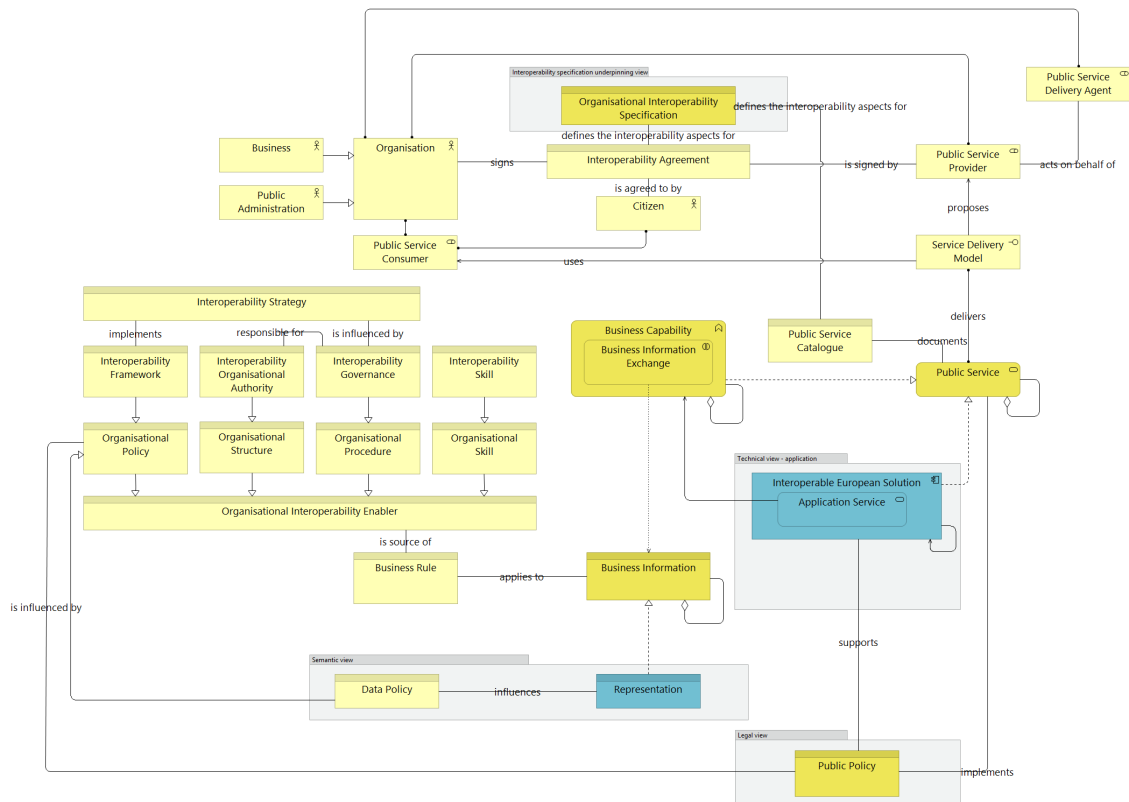 Interoperability specification underpinning view
Public Service
Delivery Agent
Organisational Interoperability
Specification
defines the interoperability aspects for
defines the interoperability aspects for
Business
Organisation
signs
Interoperability Agreement
is signed by
Public Service
Provider
acts on behalf of
is agreed to by
Public
Administration
Citizen
proposes
Public Service
Consumer
uses
Service Delivery
Model
Interoperability Strategy
implements
responsible for
is influenced by
delivers
Business Capability
Business Information
Exchange
Public Service
Catalogue
documents
Interoperability
Framework
Interoperability
Organisational
Authority
Interoperability
Governance
Interoperability
Skill
Public Service
Organisational
Policy
Organisational
Structure
Organisational
Procedure
Organisational
Skill
Technical view - application
Interoperable European Solution
Application Service
Organisational Interoperability Enabler
is source of
Business Rule
applies to
Business Information
is influenced by
supports
Semantic view
Data Policy
influences
Representation
Legal view
Public Policy
implements